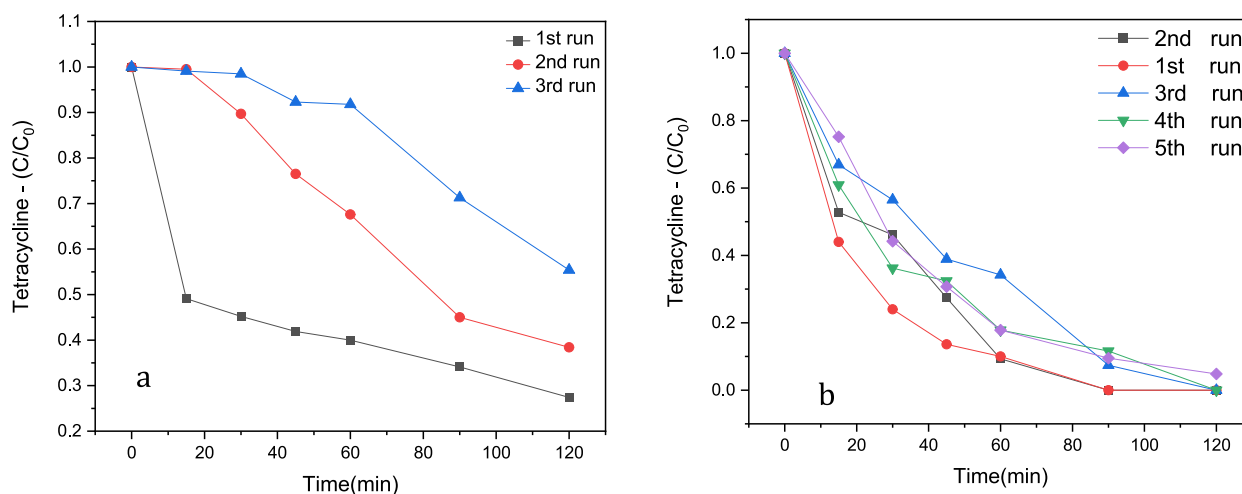 1st run
2nd run
3rd run
1.0
0.9
0.8
0.7
0.6
0.5
0.4
0.3
0.2
Tetracycline - (C/C₀)
a
0 20 40 60 80 100 120
Time(min)
2nd run
1st run
3rd run
4th run
5th run
1.0
0.8
0.6
0.4
0.2
0.0
Tetracycline - (C/C₀)
b
0 20 40 60 80 100 120
Time(min)